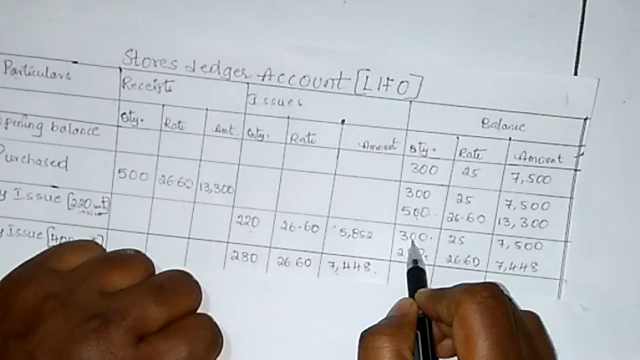 Stores Ledger Account [LIFO]
Particulars Receipts Issues Balance
Qty. Rate Amt Qty. Rate Amount Qty. Rate Amount
pening balance 300 25 7,500
Purchased 500 26.60 13,300 300 25 7,500
500. 26.60 13,300
y Issue [220 unit] 220 26.60 5,852 300. 25 7,500
26.60 7,448
y Issue 280 26 60 7,448.